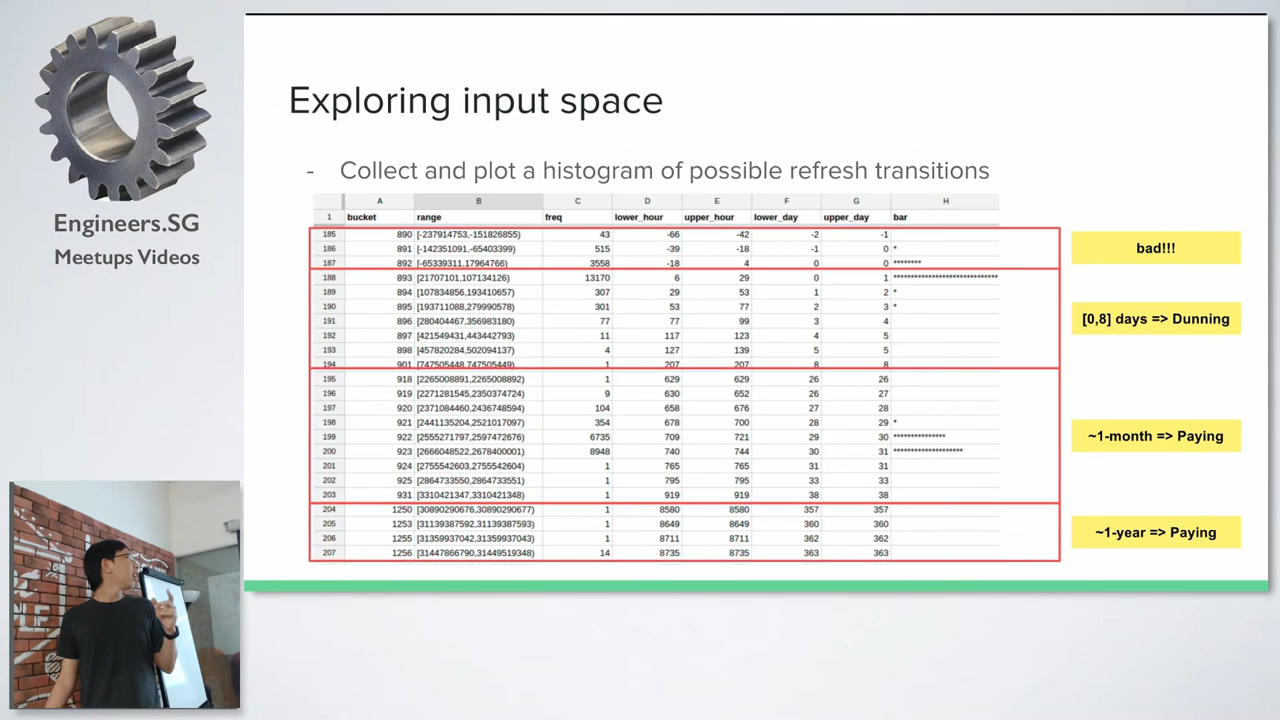 Engineers.SG
Meetups Videos
Exploring input space
- Collect and plot a histogram of possible refresh transitions
A B C D E F G H
1 bucket range freq lower_hour upper_hour lower_day upper_day bar
185 890 [-237914753,-151826855) 43 -66 -42 -2 -1
186 891 [-142351091,-65403399) 515 -39 -18 -1 0 *
187 892 [-65339311,17964766) 3558 -18 4 0 0 ********
188 893 [21707101,107134126) 13170 6 29 0 1 ******************************
189 894 [107834856,193410657) 307 29 53 1 2 *
190 895 [193711088,279990578) 301 53 77 2 3 *
191 896 [280404467,356983180) 77 77 99 3 4
192 897 [421549431,443442793) 11 117 123 4 5
193 898 [457820284,502094137) 4 127 139 5 5
194 901 [747505448,747505449) 1 207 207 8 8
195 918 [2265008891,2265008892) 1 629 629 26 26
196 919 [2271281545,2350374724) 9 630 652 26 27
197 920 [2371084460,2436748594) 104 658 676 27 28
198 921 [2441135204,2521017097) 354 678 700 28 29 *
199 922 [2555271797,2597472676) 6735 709 721 29 30 ***************
200 923 [2666048522,2678400001) 8948 740 744 30 31 ********************
201 924 [2755542603,2755542604) 1 765 765 31 31
202 925 [2864733550,2864733551) 1 795 795 33 33
203 931 [3310421347,3310421348) 1 919 919 38 38
204 1250 [30890290676,30890290677) 1 8580 8580 357 357
205 1253 [31139387592,31139387593) 1 8649 8649 360 360
206 1255 [31359937042,31359937043) 1 8711 8711 362 362
207 1256 [31447866790,31449519348) 14 8735 8735 363 363
bad!!!
[0,8] days => Dunning
~1-month => Paying
~1-year => Paying